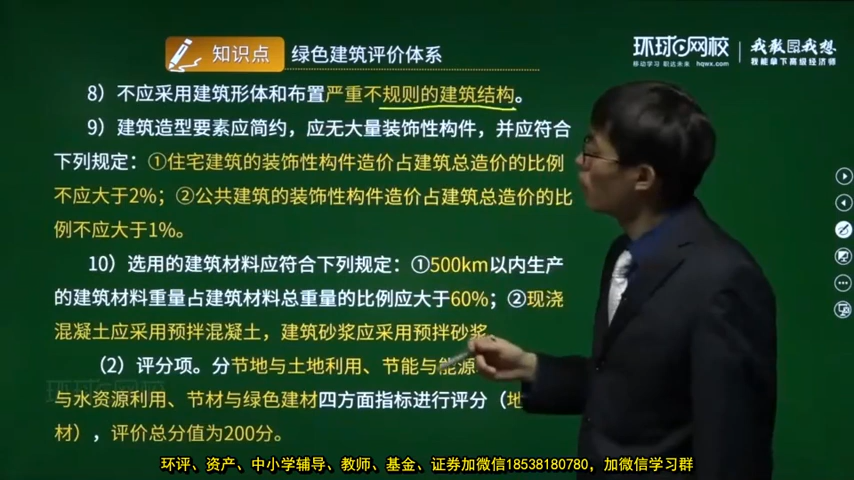 知识点 绿色建筑评价体系
环球网校
移动学习 职达未来 hqwx.com
我敢我想
我能拿下高级经济师
8）不应采用建筑形体和布置严重不规则的建筑结构。
9）建筑造型要素应简约，应无大量装饰性构件，并应符合
下列规定：①住宅建筑的装饰性构件造价占建筑总造价的比例
不应大于2%；②公共建筑的装饰性构件造价占建筑总造价的比
例不应大于1%。
10）选用的建筑材料应符合下列规定：①500km以内生产
的建筑材料重量占建筑材料总重量的比例应大于60%；②现浇
混凝土应采用预拌混凝土，建筑砂浆应采用预拌砂浆
（2）评分项。分节地与土地利用、节能与能源
与水资源利用、节材与绿色建材四方面指标进行评分（地
材），评价总分值为200分。
环球网校
环评、资产、中小学辅导、教师、基金、证券加微信18538180780，加微信学习群